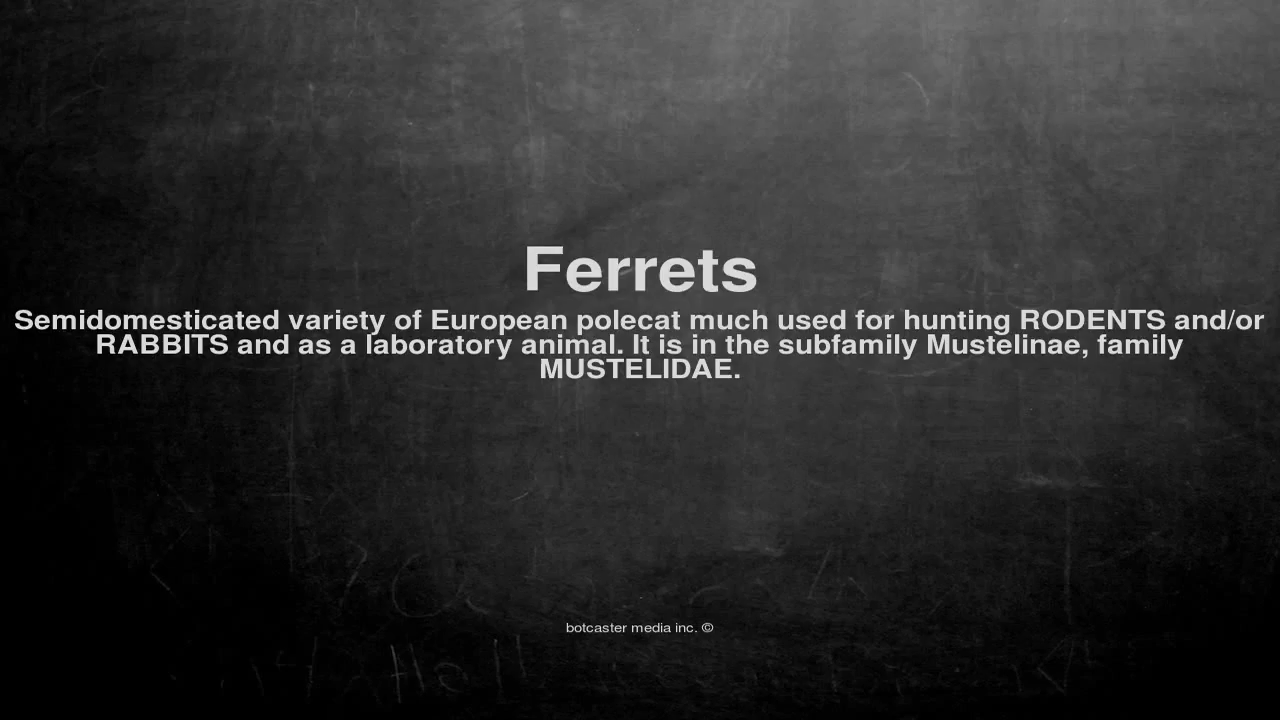 Ferrets
Semidomesticated variety of European polecat much used for hunting RODENTS and/or
RABBITS and as a laboratory animal. It is in the subfamily Mustelinae, family
MUSTELIDAE.
botcaster media inc. ©